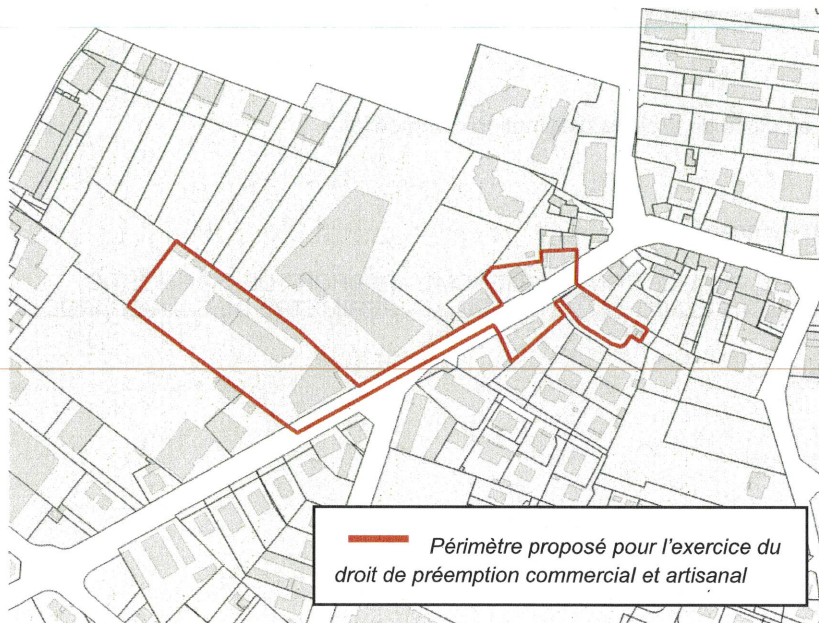 Périmètre proposé pour l'exercice du
droit de préemption commercial et artisanal